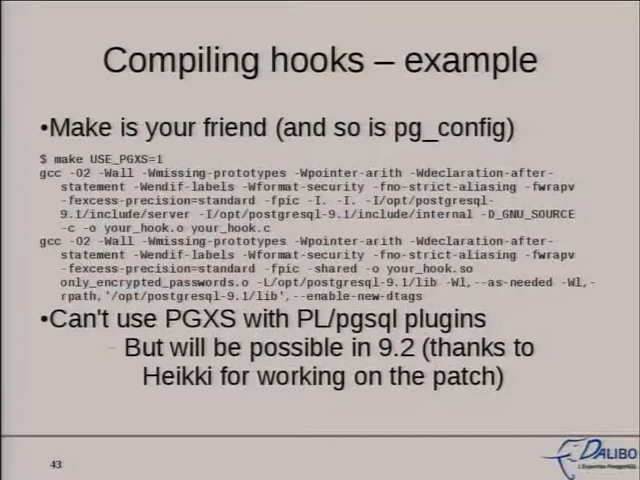 Compiling hooks – example
•Make is your friend (and so is pg_config)
$ make USE_PGXS=1
gcc -O2 -Wall -Wmissing-prototypes -Wpointer-arith -Wdeclaration-after-
statement -Wendif-labels -Wformat-security -fno-strict-aliasing -fwrapv
-fexcess-precision=standard -fpic -I. -I. -I/opt/postgresql-
9.1/include/server -I/opt/postgresql-9.1/include/internal -D_GNU_SOURCE
-c -o your_hook.o your_hook.c
gcc -O2 -Wall -Wmissing-prototypes -Wpointer-arith -Wdeclaration-after-
statement -Wendif-labels -Wformat-security -fno-strict-aliasing -fwrapv
-fexcess-precision=standard -fpic -shared -o your_hook.so
only_encrypted_passwords.o -L/opt/postgresql-9.1/lib -Wl,--as-needed -Wl,-
rpath,'/opt/postgresql-9.1/lib',--enable-new-dtags
•Can't use PGXS with PL/pgsql plugins
– But will be possible in 9.2 (thanks to
Heikki for working on the patch)
43
DALIBO
L'Expertise PostgreSQL